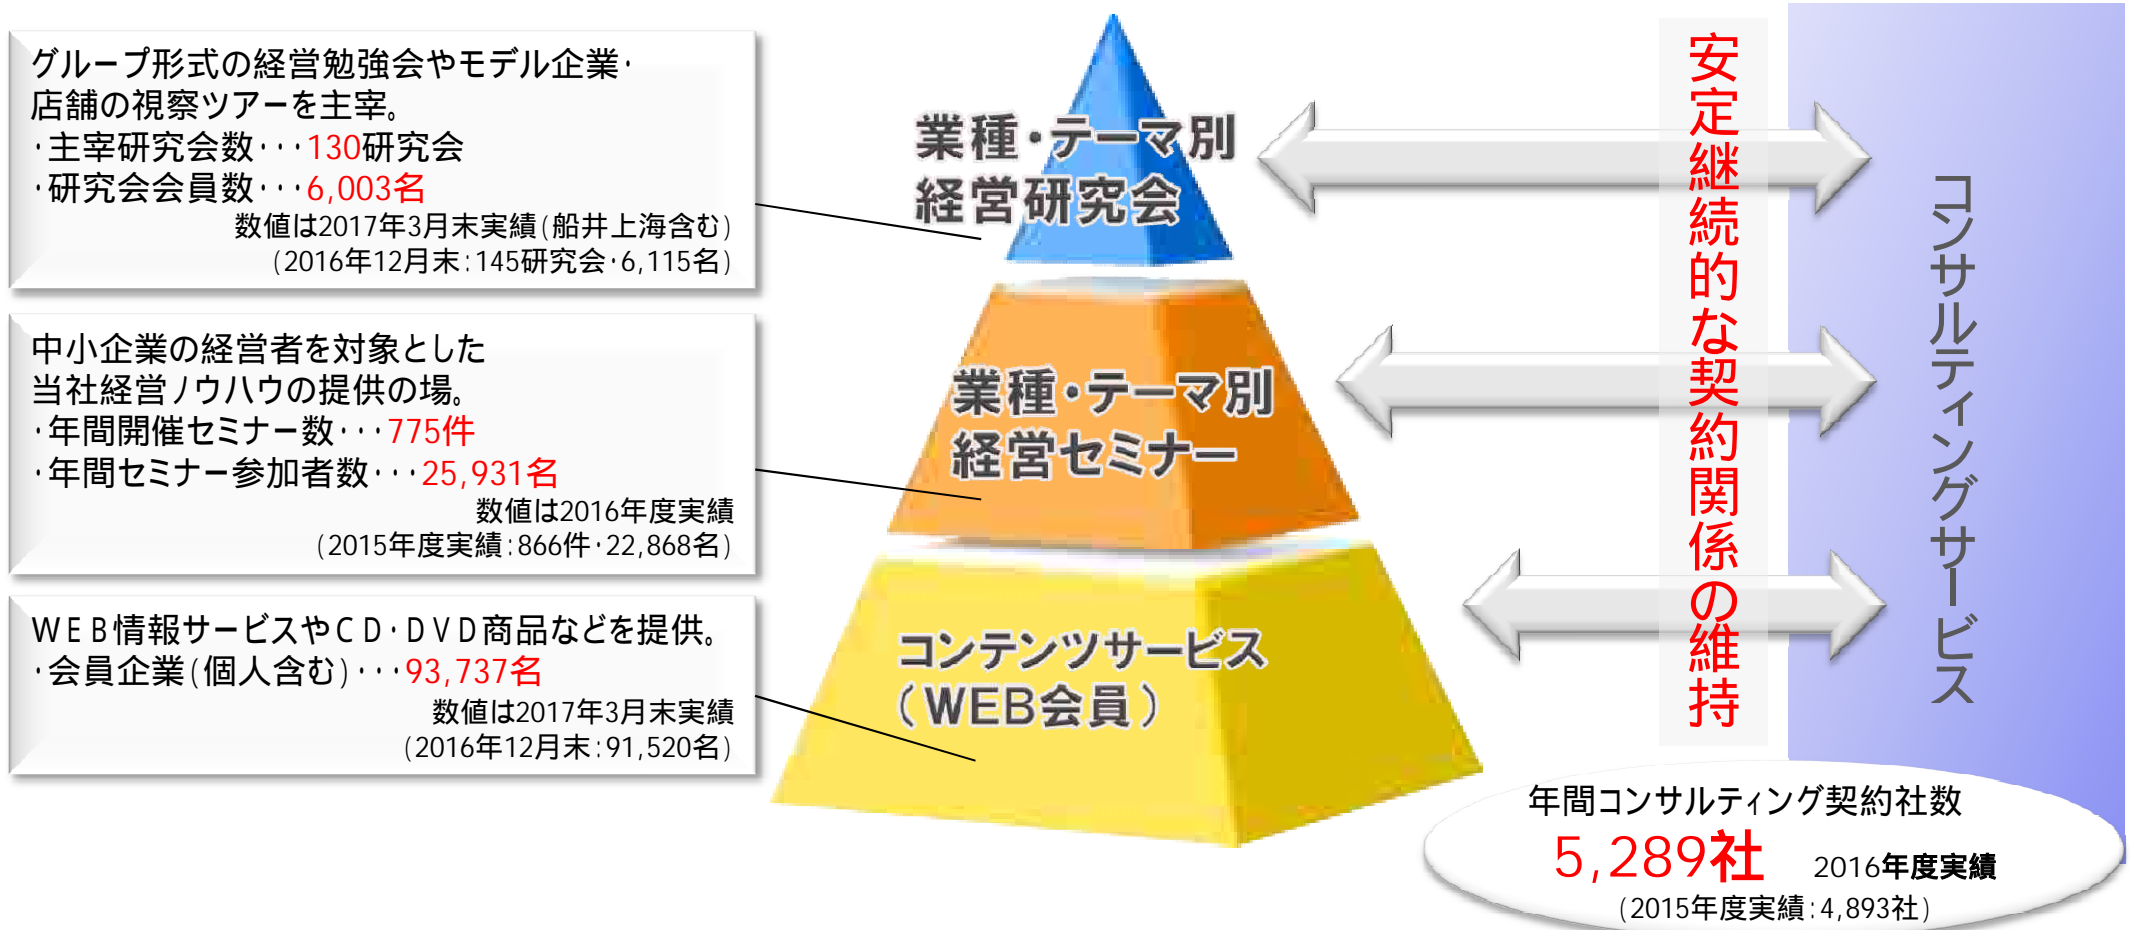 グループ形式の経営勉強会やモデル企業・
店舗の視察ツアーを主宰。
・主宰研究会数・・・130研究会
・研究会会員数・・・6,003名
数値は2017年3月末実績(船井上海含む)
(2016年12月末:145研究会・6,115名)
中小企業の経営者を対象とした
当社経営ノウハウの提供の場。
・年間開催セミナー数・・・775件
・年間セミナー参加者数・・・25,931名
数値は2016年度実績
(2015年度実績:866件・22,868名)
WEB情報サービスやCD・DVD商品などを提供。
・会員企業(個人含む)・・・93,737名
数値は2017年3月末実績
(2016年12月末:91,520名)
業種・テーマ別
経営研究会
業種・テーマ別
経営セミナー
コンテンツサービス
(WEB会員)
安定継続的な契約関係の維持
コンサルティングサービス
年間コンサルティング契約社数
5,289社 2016年度実績
(2015年度実績:4,893社)